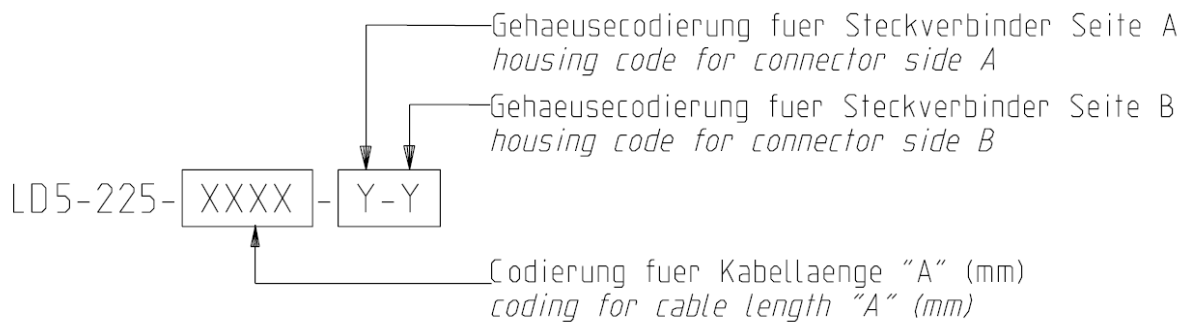 Gehaeusecodierung fuer Steckverbinder Seite A
housing code for connector side A
Gehaeusecodierung fuer Steckverbinder Seite B
housing code for connector side B
LD5-225-XXXX-Y-Y
Codierung fuer Kabellaenge "A" (mm)
coding for cable length "A" (mm)